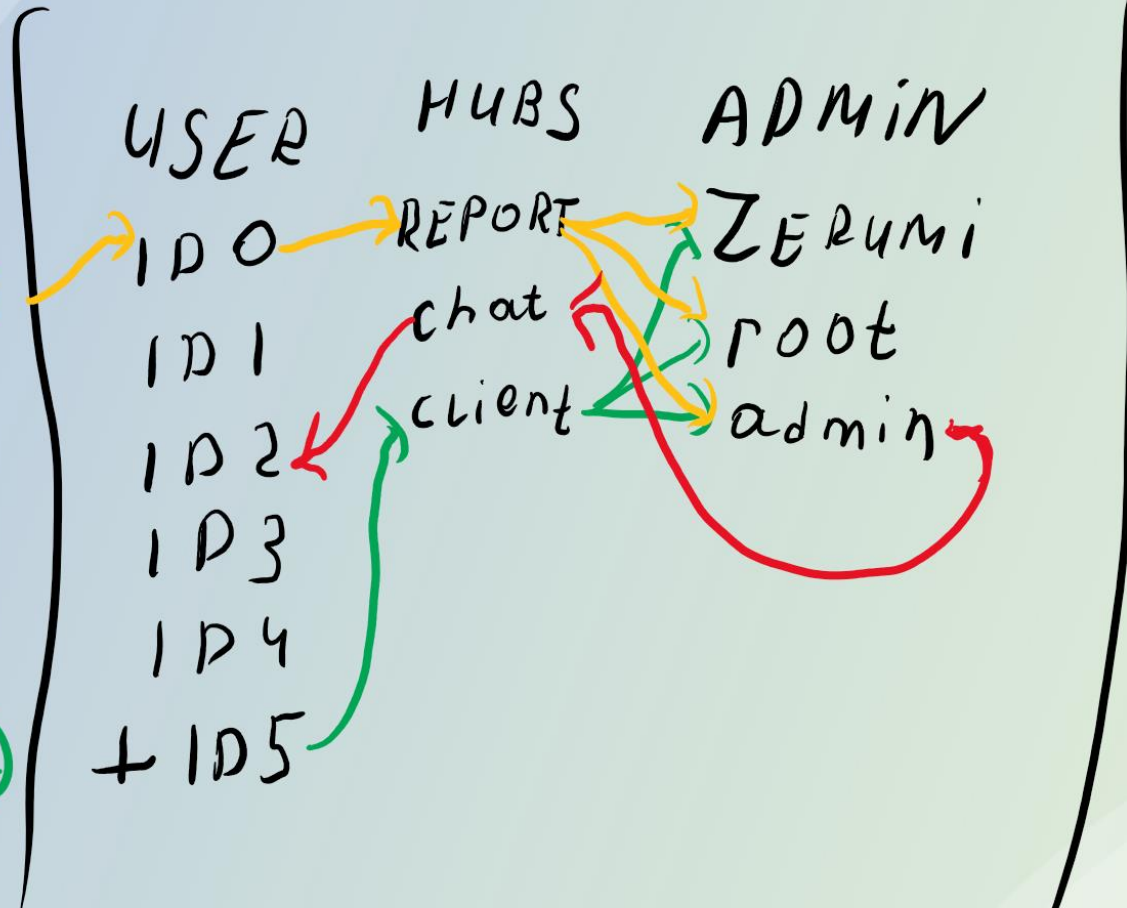 USER HUBS ADMIN
ID0 REPORT ZERUMi
ID1 chat root
ID2 client admin
ID3
ID4
+ID5